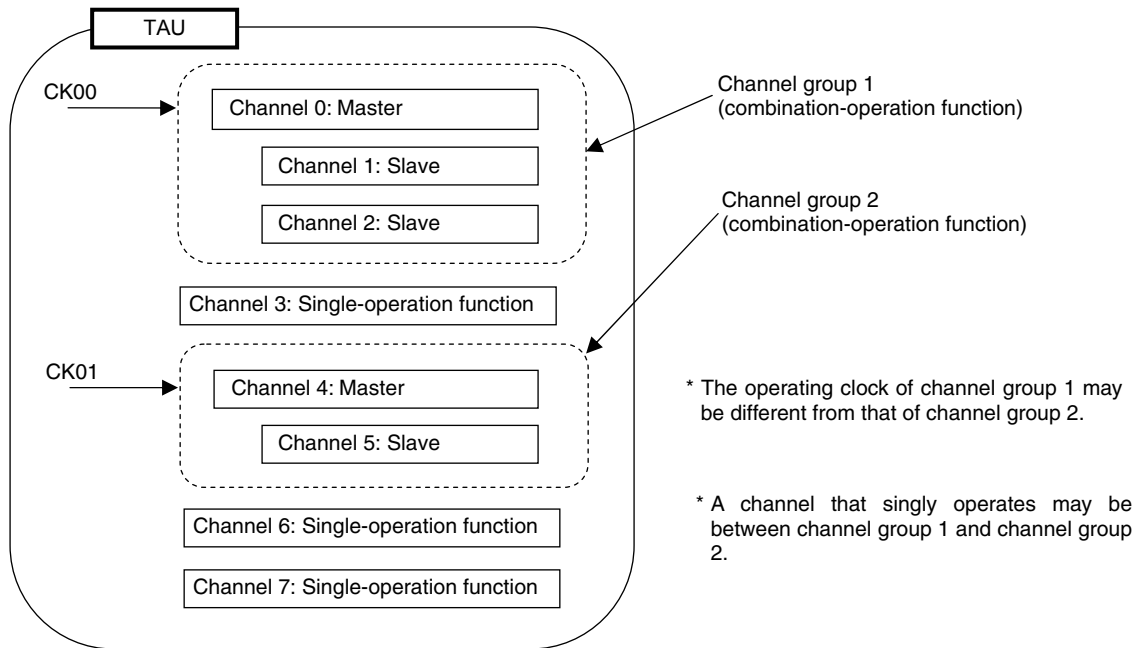 TAU
CK00
Channel 0: Master
Channel 1: Slave
Channel 2: Slave
Channel group 1
(combination-operation function)
Channel group 2
(combination-operation function)
Channel 3: Single-operation function
CK01
Channel 4: Master
Channel 5: Slave
* The operating clock of channel group 1 may
be different from that of channel group 2.
Channel 6: Single-operation function
Channel 7: Single-operation function
* A channel that singly operates may be
between channel group 1 and channel group
2.